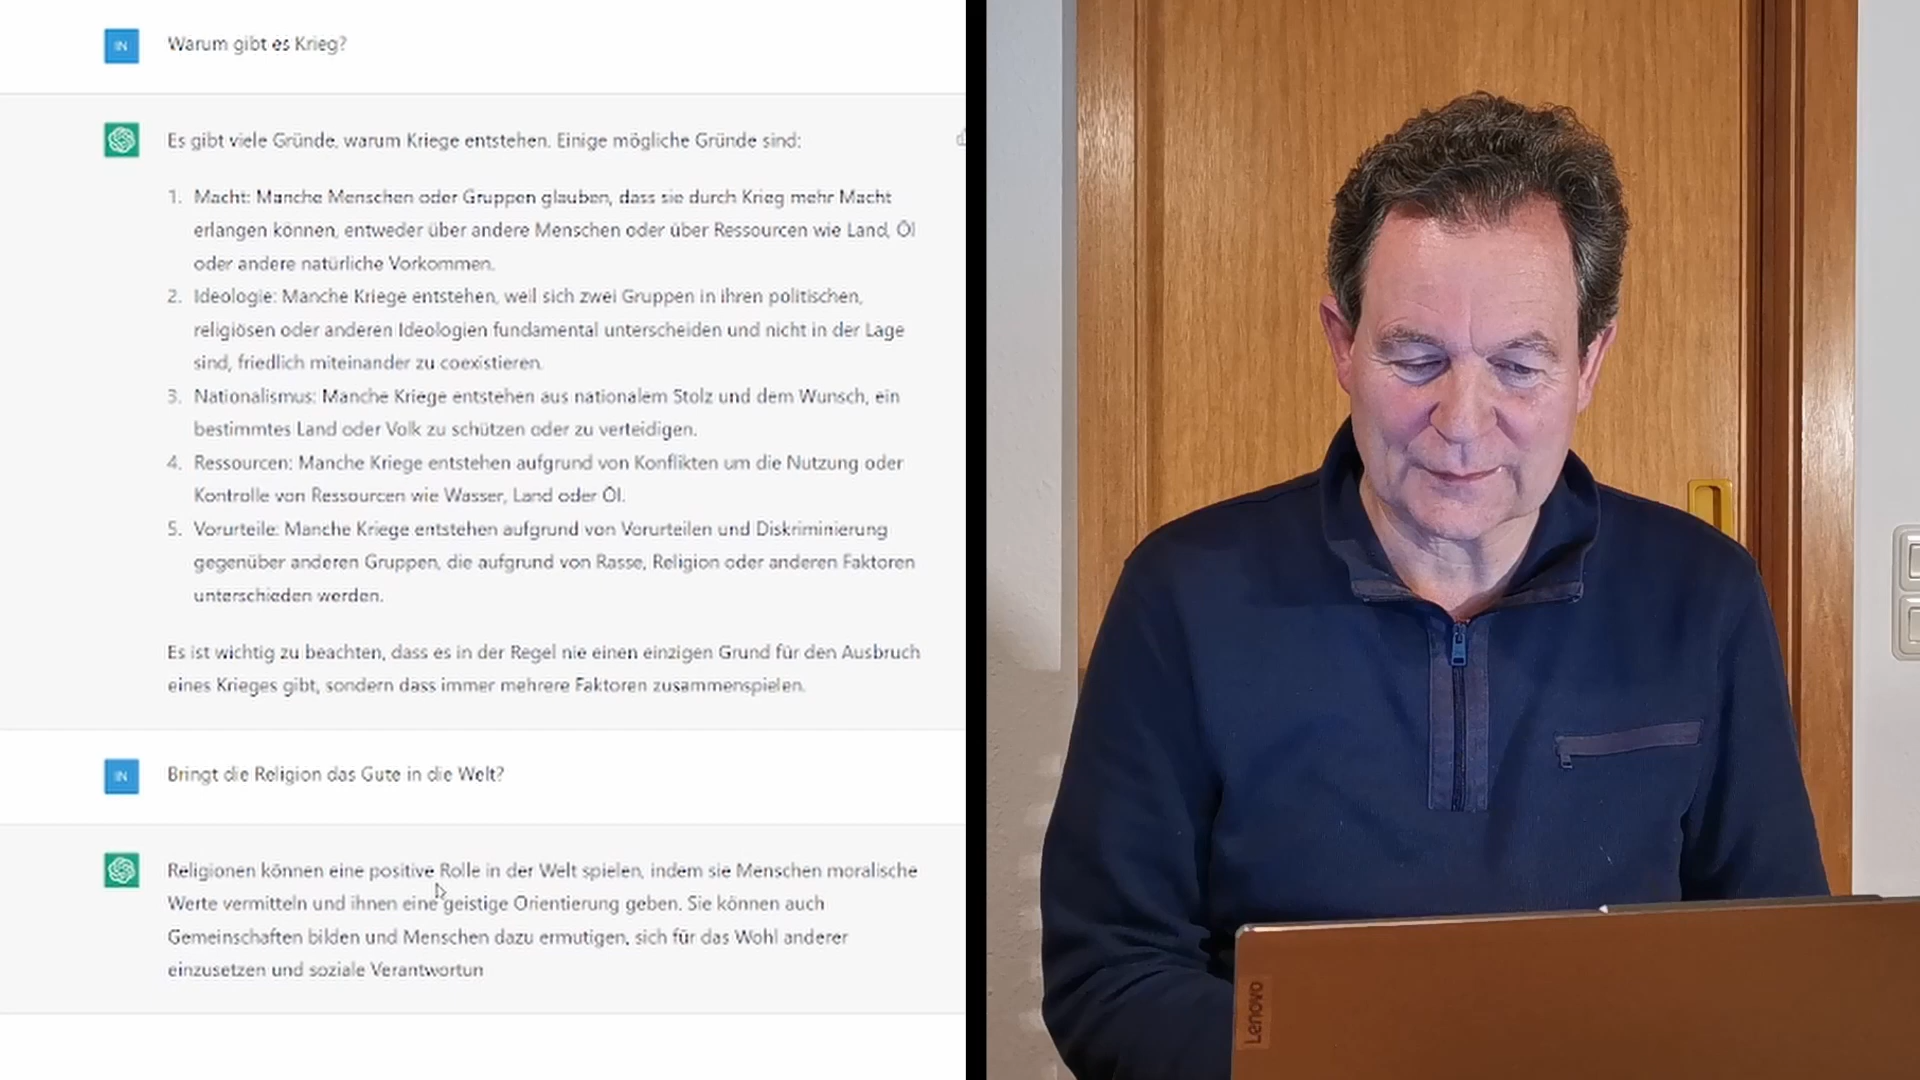 IN
Warum gibt es Krieg?
Es gibt viele Gründe, warum Kriege entstehen. Einige mögliche Gründe sind:
1. Macht: Manche Menschen oder Gruppen glauben, dass sie durch Krieg mehr Macht
erlangen können, entweder über andere Menschen oder über Ressourcen wie Land, Öl
oder andere natürliche Vorkommen.
2. Ideologie: Manche Kriege entstehen, weil sich zwei Gruppen in ihren politischen,
religiösen oder anderen Ideologien fundamental unterscheiden und nicht in der Lage
sind, friedlich miteinander zu coexistieren.
3. Nationalismus: Manche Kriege entstehen aus nationalem Stolz und dem Wunsch, ein
bestimmtes Land oder Volk zu schützen oder zu verteidigen.
4. Ressourcen: Manche Kriege entstehen aufgrund von Konflikten um die Nutzung oder
Kontrolle von Ressourcen wie Wasser, Land oder Öl.
5. Vorurteile: Manche Kriege entstehen aufgrund von Vorurteilen und Diskriminierung
gegenüber anderen Gruppen, die aufgrund von Rasse, Religion oder anderen Faktoren
unterschieden werden.
Es ist wichtig zu beachten, dass es in der Regel nie einen einzigen Grund für den Ausbruch
eines Krieges gibt, sondern dass immer mehrere Faktoren zusammenspielen.
IN
Bringt die Religion das Gute in die Welt?
Religionen können eine positive Rolle in der Welt spielen, indem sie Menschen moralische
Werte vermitteln und ihnen eine geistige Orientierung geben. Sie können auch
Gemeinschaften bilden und Menschen dazu ermutigen, sich für das Wohl anderer
einzusetzen und soziale Verantwortun
Lenovo